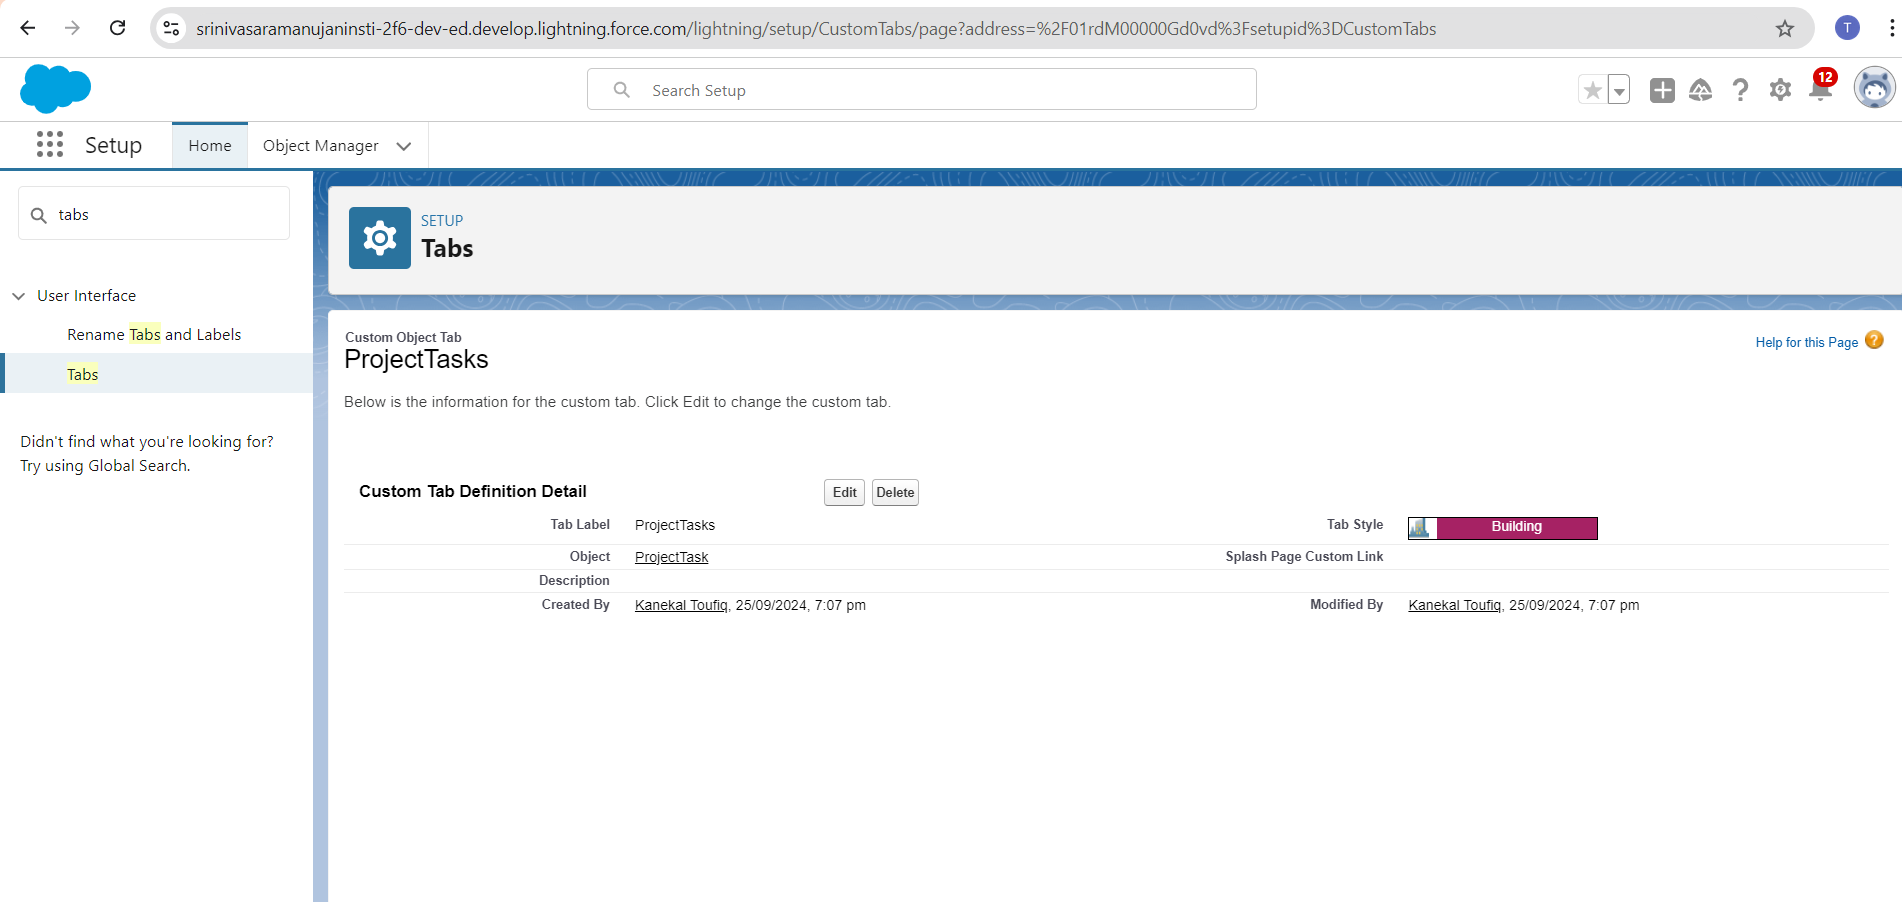 srinivasaramanujaninsti-2f6-dev-ed.develop.lightning.force.com/lightning/setup/CustomTabs/page?address=%2F01rdM00000Gd0vd%3Fsetupid%3DCustomTabs
T
Search Setup
12
Setup
Home
Object Manager
tabs
SETUP
Tabs
User Interface
Rename Tabs and Labels
Tabs
Didn't find what you're looking for?
Try using Global Search.
Custom Object Tab
ProjectTasks
Help for this Page ?
Below is the information for the custom tab. Click Edit to change the custom tab.
Custom Tab Definition Detail Edit Delete
Tab Label ProjectTasks Tab Style Building
Object ProjectTask Splash Page Custom Link
Description
Created By Kanekal Toufiq, 25/09/2024, 7:07 pm Modified By Kanekal Toufiq, 25/09/2024, 7:07 pm